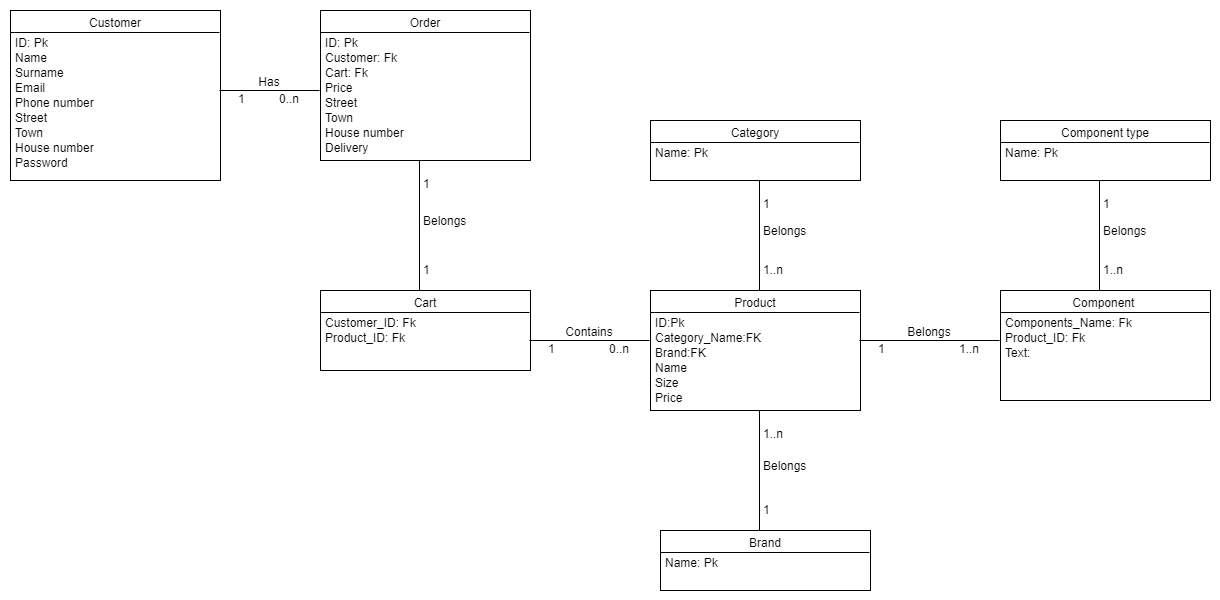 Customer
ID: Pk
Name
Surname
Email
Phone number
Street
Town
House number
Password
Has
1
0..n
Order
ID: Pk
Customer: Fk
Cart: Fk
Price
Street
Town
House number
Delivery
1
Belongs
1
Category
Name: Pk
1
Belongs
1..n
Component type
Name: Pk
1
Belongs
1..n
Cart
Customer_ID: Fk
Product_ID: Fk
Contains
1
0..n
Product
ID:Pk
Category_Name:FK
Brand:FK
Name
Size
Price
Belongs
1
1..n
Component
Components_Name: Fk
Product_ID: Fk
Text:
1..n
Belongs
1
Brand
Name: Pk